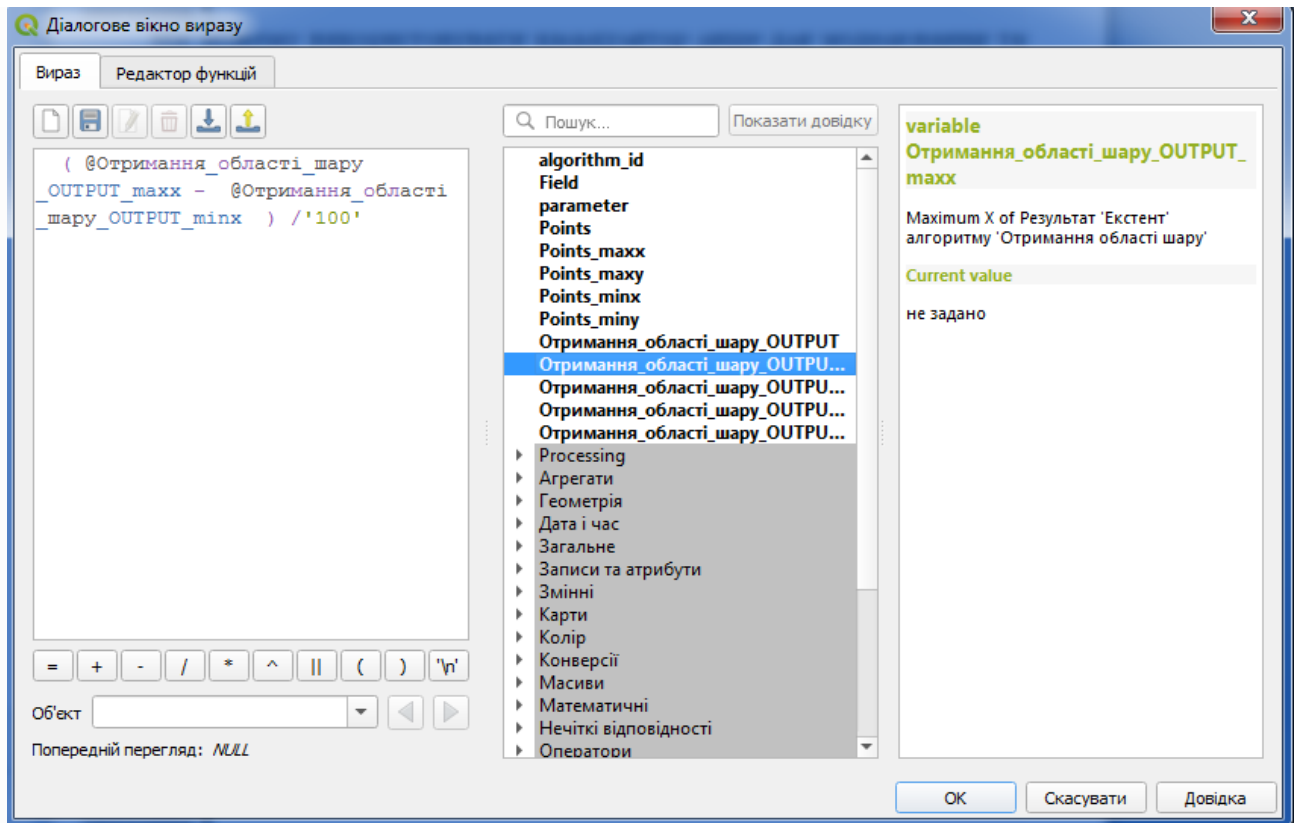 Діалогове вікно виразу
Вираз
Редактор функцій
Пошук...
Показати довідку
( @Отримання_області_шару
_OUTPUT_maxx - @Отримання_області
_шару_OUTPUT_minx ) /'100'
= + - / * ^ || ( ) '\n'
Об'єкт
Попередній перегляд: NULL
algorithm_id
Field
parameter
Points
Points_maxx
Points_maxy
Points_minx
Points_miny
Отримання_області_шару_OUTPUT
Отримання_області_шару_OUTPU...
Отримання_області_шару_OUTPU...
Отримання_області_шару_OUTPU...
Отримання_області_шару_OUTPU...
Processing
Агрегати
Геометрія
Дата і час
Загальне
Записи та атрибути
Змінні
Карти
Колір
Конверсії
Масиви
Математичні
Нечіткі відповідності
Оператори
variable
Отримання_області_шару_OUTPUT_
maxx
Maximum X of Результат 'Екстент'
алгоритму 'Отримання області шару'
Current value
не задано
OK
Скасувати
Довідка